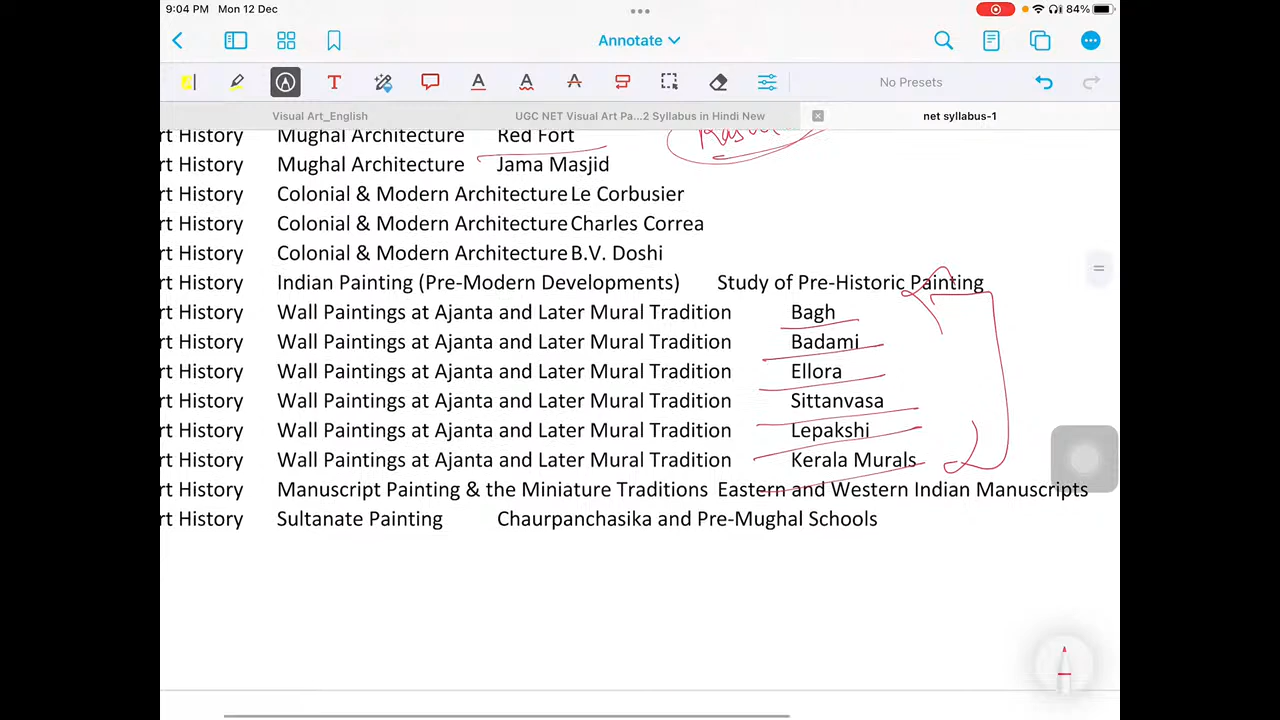 9:04 PM Mon 12 Dec
84%
Annotate
No Presets
Visual Art_English
UGC NET Visual Art Pa...2 Syllabus in Hindi New
net syllabus-1
rt History Mughal Architecture Red Fort
rt History Mughal Architecture Jama Masjid
rt History Colonial & Modern Architecture Le Corbusier
rt History Colonial & Modern Architecture Charles Correa
rt History Colonial & Modern Architecture B.V. Doshi
rt History Indian Painting (Pre-Modern Developments) Study of Pre-Historic Painting
rt History Wall Paintings at Ajanta and Later Mural Tradition Bagh
rt History Wall Paintings at Ajanta and Later Mural Tradition Badami
rt History Wall Paintings at Ajanta and Later Mural Tradition Ellora
rt History Wall Paintings at Ajanta and Later Mural Tradition Sittanvasa
rt History Wall Paintings at Ajanta and Later Mural Tradition Lepakshi
rt History Wall Paintings at Ajanta and Later Mural Tradition Kerala Murals
rt History Manuscript Painting & the Miniature Traditions Eastern and Western Indian Manuscripts
rt History Sultanate Painting Chaurpanchasika and Pre-Mughal Schools